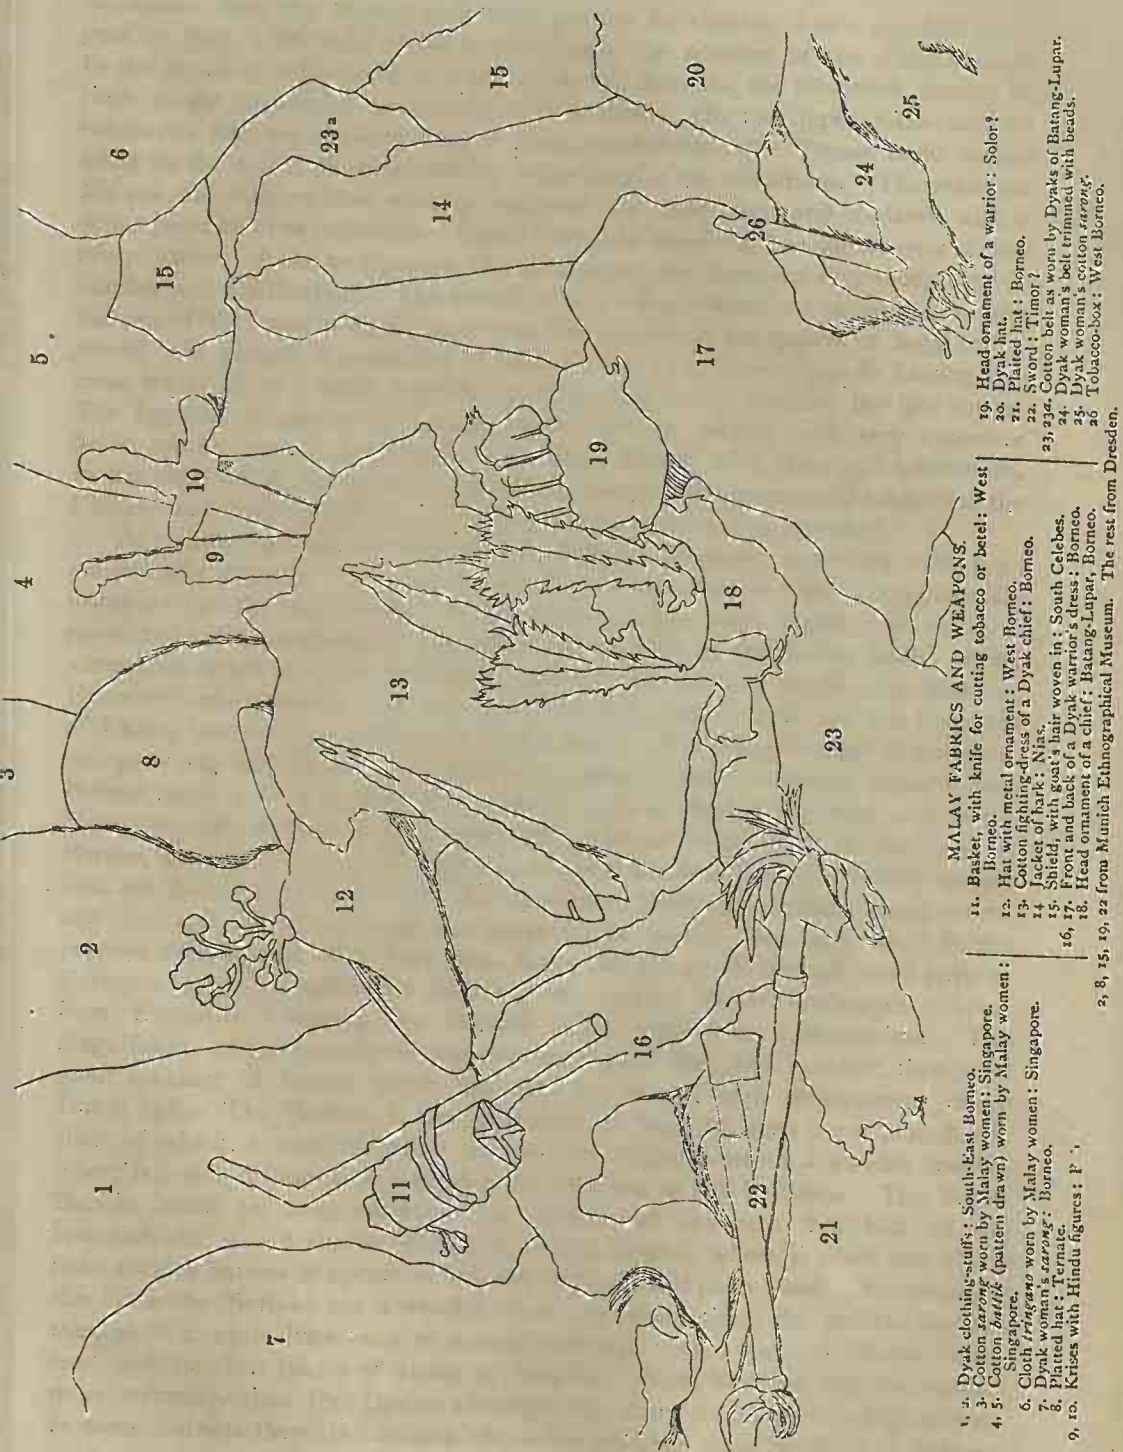 1
2
3
4
5
6
7
8
9
10
11
12
13
14
15
15
16
17
18
19
20
21
22
23
23a
24
25
26
MALAY FABRICS AND WEAPONS.
1, 2. Dyak clothing-stuffs: South-East Borneo.
3. Cotton sarong worn by Malay women: Singapore.
4, 5. Cotton battik (pattern drawn) worn by Malay women:
Singapore.
6. Cloth tringano worn by Malay women: Singapore.
7. Dyak woman's sarong: Borneo.
8. Platted hat: Ternate.
9, 10. Krises with Hindu figures:
11. Basket, with knife for cutting tobacco or betel: West
Borneo.
12. Hat with metal ornament: West Borneo.
13. Cotton fighting-dress of a Dyak chief: Borneo.
14. Jacket of bark: Nias.
15. Shield, with goat's hair woven in: South Celebes.
16, 17. Front and back of a Dyak warrior's dress: Borneo.
18. Head ornament of a chief: Batang-Lupar, Borneo.
19. Head ornament of a warrior: Solor?
20. Dyak hat.
21. Plaited hat: Borneo.
22. Sword: Timor?
23, 23a. Cotton belt as worn by Dyaks of Batang-Lupar.
24. Dyak woman's belt trimmed with beads.
25. Dyak woman's cotton sarong.
26 Tobacco-box: West Borneo.
2, 8, 15, 19, 22 from Munich Ethnographical Museum. The rest from Dresden.